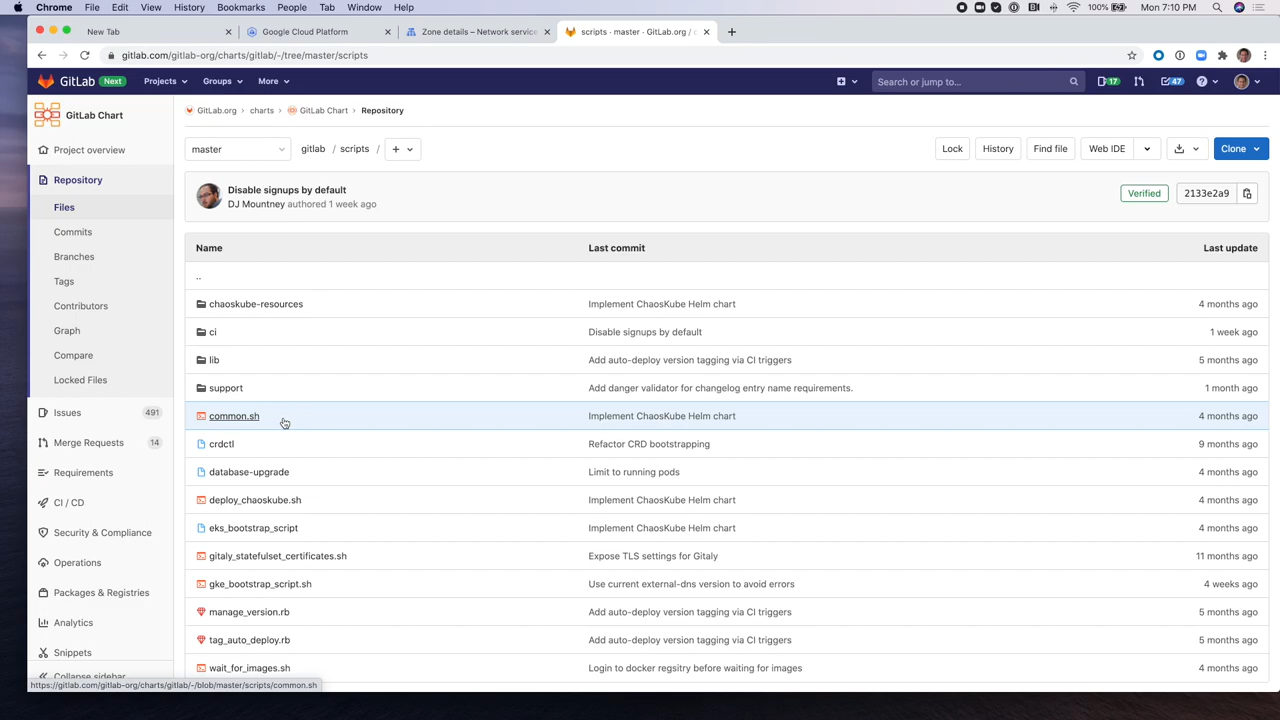 Chrome File Edit View History Bookmarks People Tab Window Help 100% Mon 7:10 PM
New Tab Google Cloud Platform Zone details – Network service scripts · master · GitLab.org / c
gitlab.com/gitlab-org/charts/gitlab/-/tree/master/scripts
GitLab Next Projects Groups More Search or jump to... 17 47
GitLab Chart
GitLab.org > charts > GitLab Chart > Repository
Project overview
master gitlab / scripts / + Lock History Find file Web IDE Clone
Repository
Files
Disable signups by default
DJ Mountney authored 1 week ago
Verified 2133e2a9
Commits
Branches
Tags
Contributors
Graph
Compare
Locked Files
Issues 491
Merge Requests 14
Requirements
CI / CD
Security & Compliance
Operations
Packages & Registries
Analytics
Snippets
Collapse sidebar
Name Last commit Last update
..
chaoskube-resources Implement ChaosKube Helm chart 4 months ago
ci Disable signups by default 1 week ago
lib Add auto-deploy version tagging via CI triggers 5 months ago
support Add danger validator for changelog entry name requirements. 1 month ago
common.sh Implement ChaosKube Helm chart 4 months ago
crdctl Refactor CRD bootstrapping 9 months ago
database-upgrade Limit to running pods 4 months ago
deploy_chaoskube.sh Implement ChaosKube Helm chart 4 months ago
eks_bootstrap_script Implement ChaosKube Helm chart 4 months ago
gitaly_statefulset_certificates.sh Expose TLS settings for Gitaly 11 months ago
gke_bootstrap_script.sh Use current external-dns version to avoid errors 4 weeks ago
manage_version.rb Add auto-deploy version tagging via CI triggers 5 months ago
tag_auto_deploy.rb Add auto-deploy version tagging via CI triggers 5 months ago
wait_for_images.sh Login to docker regsitry before waiting for images 4 months ago
https://gitlab.com/gitlab-org/charts/gitlab/-/blob/master/scripts/common.sh